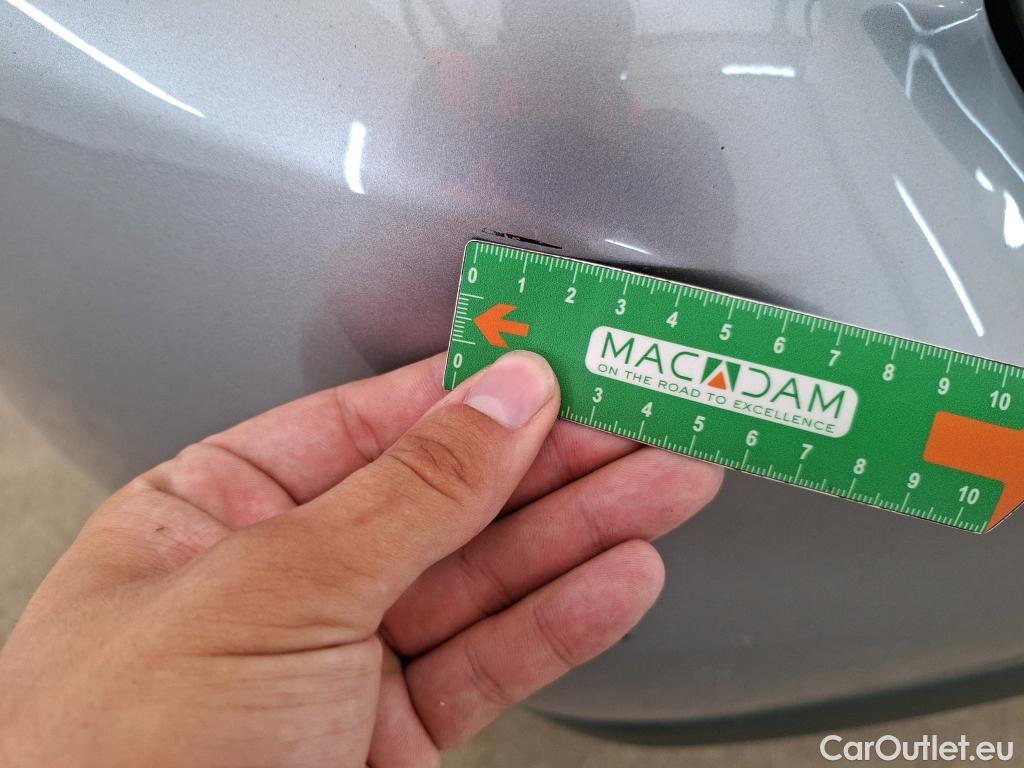 0 1 2 3 4 5 6 7 8 9 10
MACADAM
ON THE ROAD TO EXCELLENCE
0 3 4 5 6 7 8 9 10
CarOutlet.eu